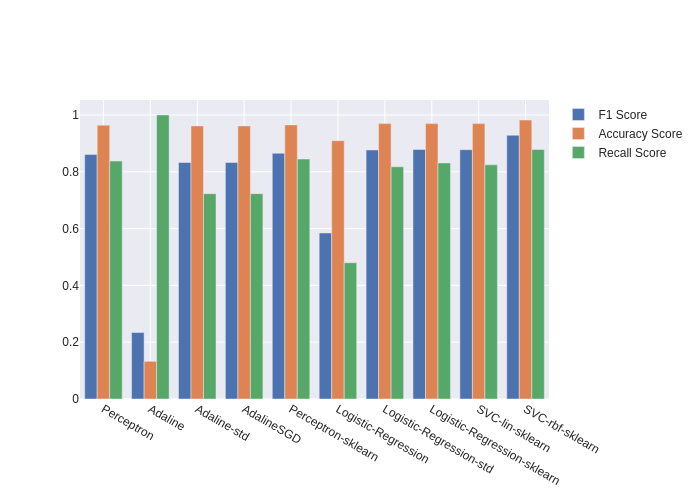 F1 Score
Accuracy Score
Recall Score
1
0.8
0.6
0.4
0.2
0
Perceptron
Adaline
Adaline-std
AdalineSGD
Perceptron-sklearn
Logistic-Regression
Logistic-Regression-std
Logistic-Regression-sklearn
SVC-lin-sklearn
SVC-rbf-sklearn